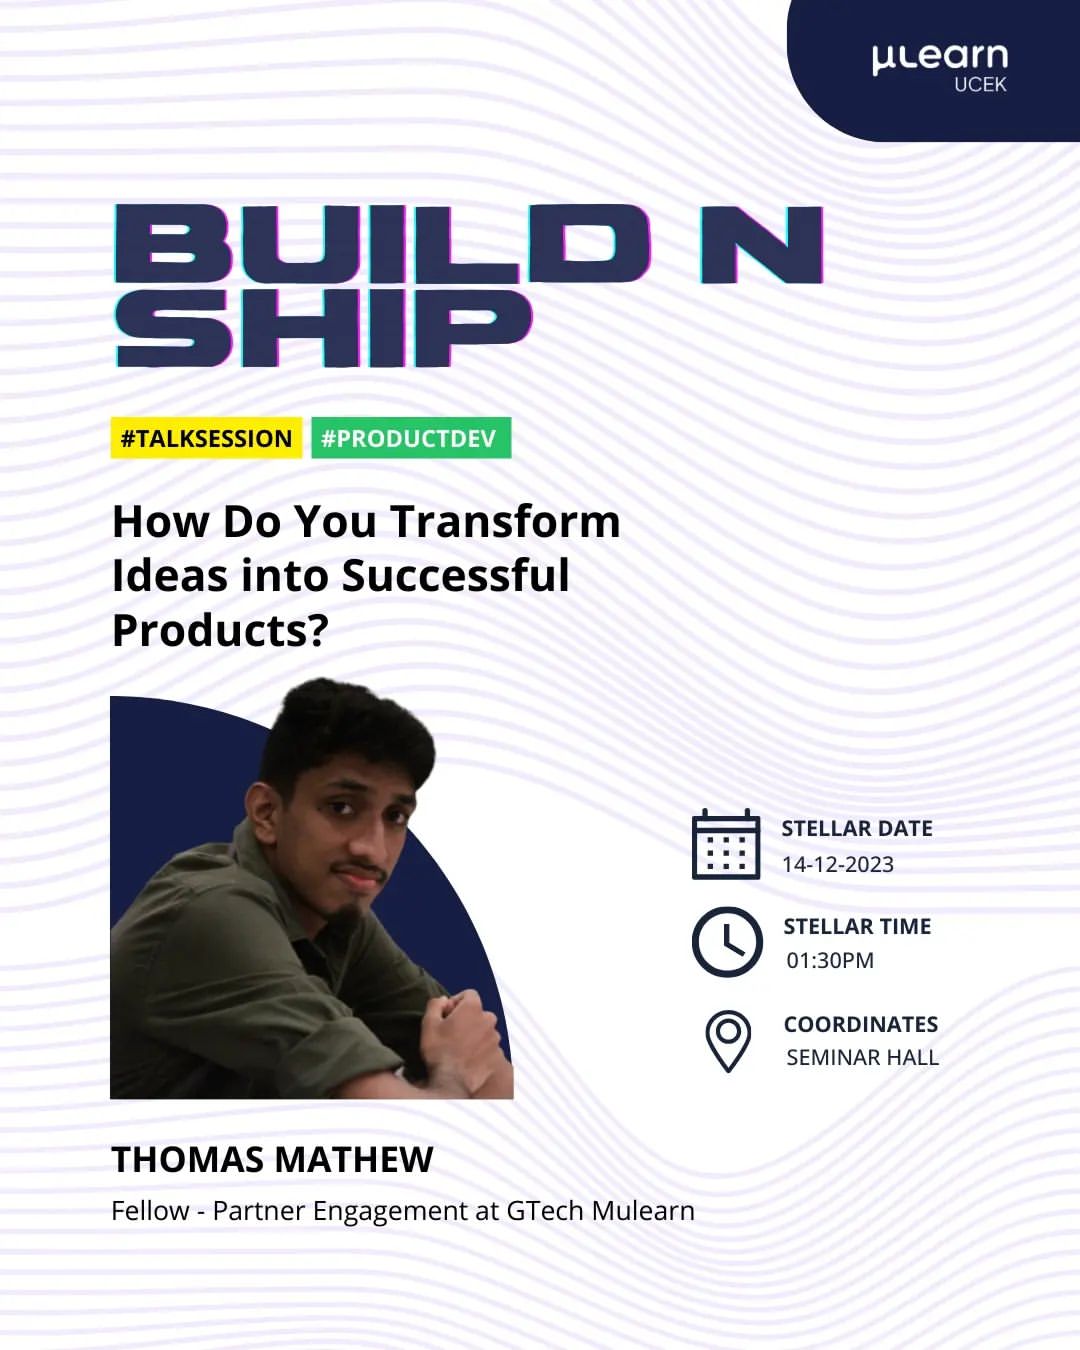 µLearn
UCEK
BUILD N
SHIP
#TALKSESSION #PRODUCTDEV
How Do You Transform
Ideas into Successful
Products?
STELLAR DATE
14-12-2023
STELLAR TIME
01:30PM
COORDINATES
SEMINAR HALL
THOMAS MATHEW
Fellow - Partner Engagement at GTech Mulearn